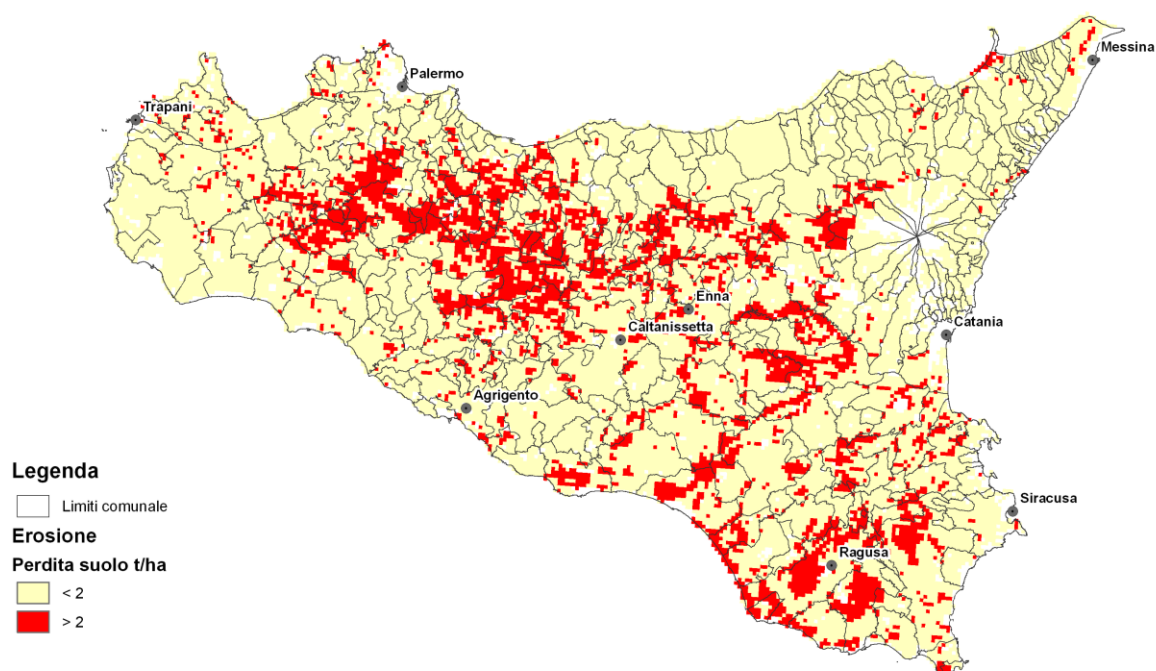 Messina
Palermo
Trapani
Enna
Caltanissetta
Catania
Agrigento
Siracusa
Ragusa
Legenda
Limiti comunale
Erosione
Perdita suolo t/ha
< 2
> 2